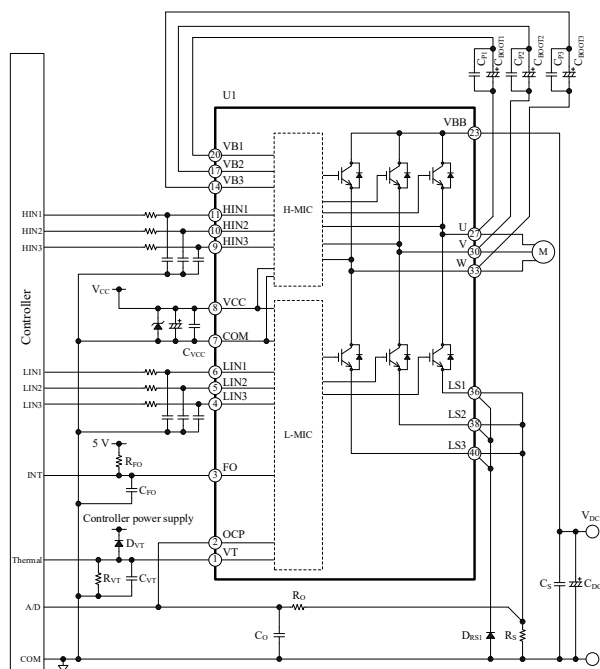 CP1
CBOOT1
CP2
CBOOT2
CP3
CBOOT3
U1
VBB
23
VB1
20
VB2
17
VB3
14
H-MIC
HIN1
HIN1
11
HIN2
HIN2
10
HIN3
HIN3
9
U
27
V
30
W
33
M
Controller
VCC
VCC
8
COM
7
CVCC
LIN1
LIN1
6
LIN2
LIN2
5
LIN3
LIN3
4
LS1
36
LS2
38
LS3
40
L-MIC
5 V
RFO
INT
FO
3
CFO
Controller power supply
DVT
OCP
2
VT
1
Thermal
RVT
CVT
VDC
CS
CDC
A/D
RO
CO
DRS1
RS
COM